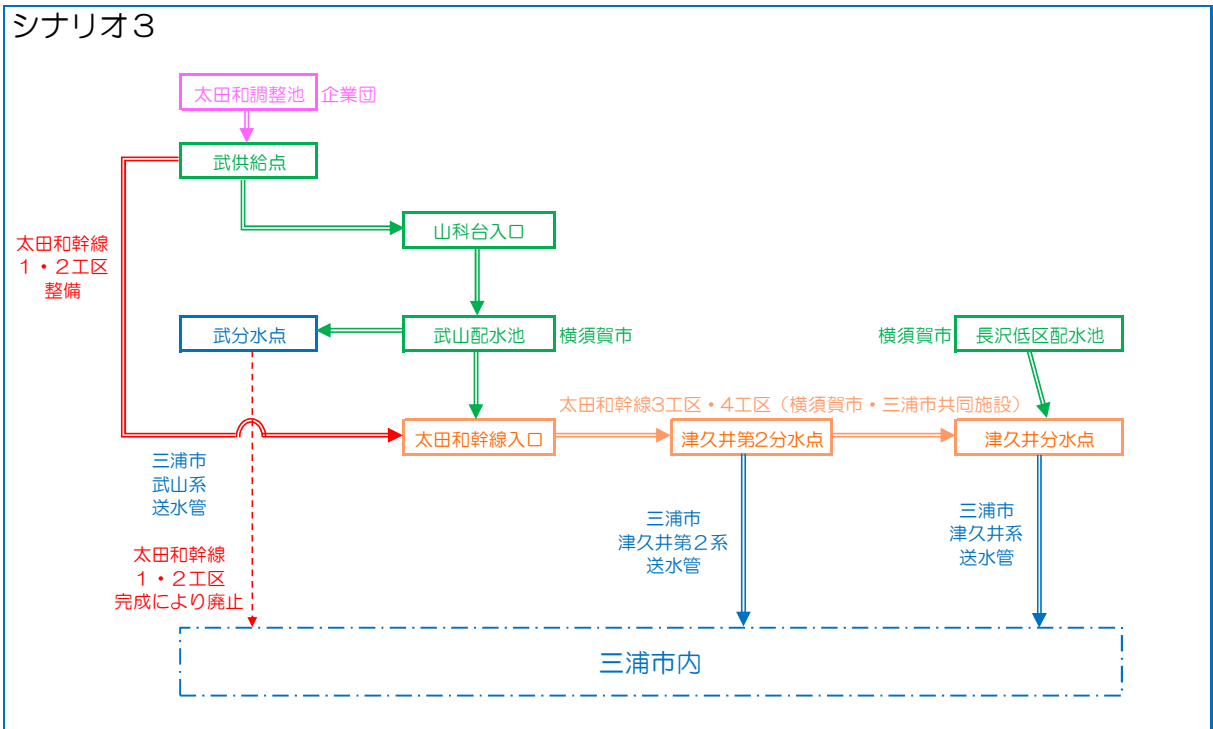 シナリオ３
太田和調整池
企業団
武供給点
山科台入口
太田和幹線
１・２工区
整備
武分水点
武山配水池
横須賀市
横須賀市
長沢低区配水池
太田和幹線3工区・4工区（横須賀市・三浦市共同施設）
太田和幹線入口
津久井第2分水点
津久井分水点
三浦市
武山系
送水管
三浦市
津久井第２系
送水管
三浦市
津久井系
送水管
太田和幹線
１・２工区
完成により廃止
三浦市内